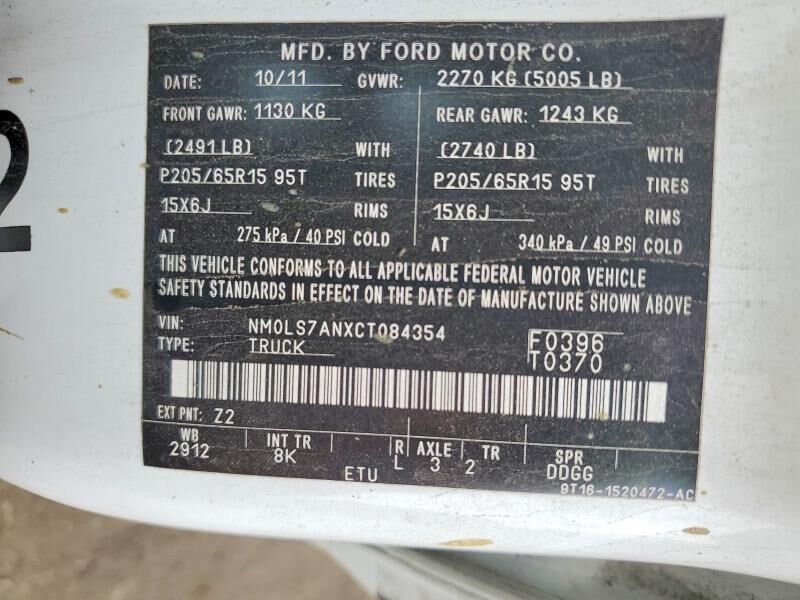 2
MFD. BY FORD MOTOR CO.
DATE: 10/11 GVWR: 2270 KG (5005 LB)
FRONT GAWR: 1130 KG REAR GAWR: 1243 KG
(2491 LB) WITH (2740 LB) WITH
P205/65R15 95T TIRES P205/65R15 95T TIRES
15X6J RIMS 15X6J RIMS
AT 275 kPa / 40 PSI COLD AT 340 kPa / 49 PSI COLD
THIS VEHICLE CONFORMS TO ALL APPLICABLE FEDERAL MOTOR VEHICLE
SAFETY STANDARDS IN EFFECT ON THE DATE OF MANUFACTURE SHOWN ABOVE
VIN: NM0LS7ANXCT084354 F0396
TYPE: TRUCK T0370
EXT PNT: Z2
WB INT TR R AXLE TR SPR
2912 8K L 3 2 DDGG
ETU 9T16-1520472-AC